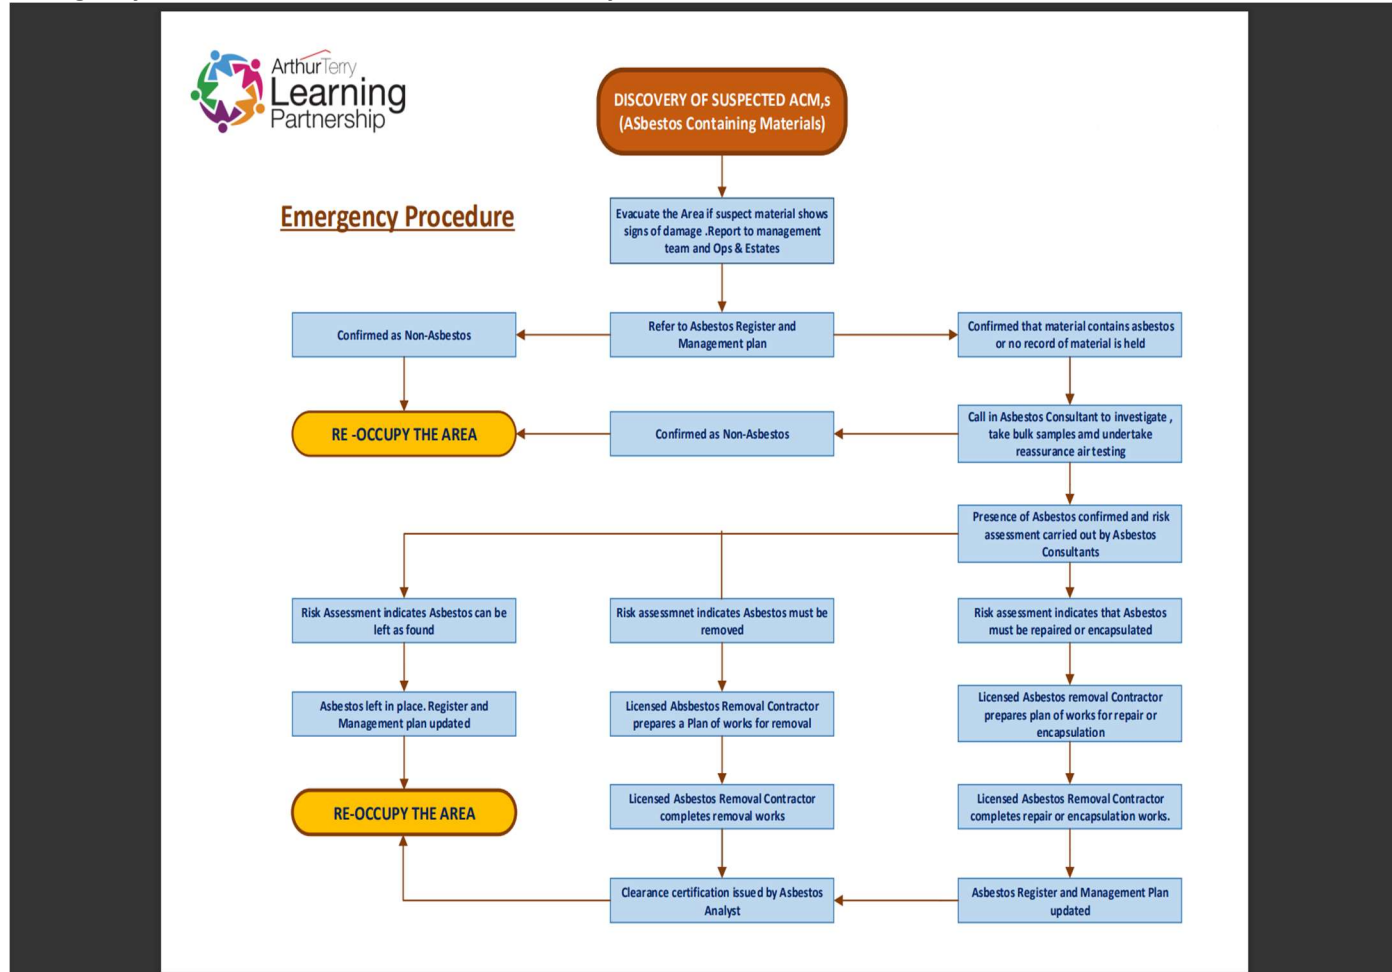 ArthurTerry
Learning
Partnership
DISCOVERY OF SUSPECTED ACM,s
(ASbestos Containing Materials)
Emergency Procedure
Evacuate the Area if suspect material shows
signs of damage .Report to management
team and Ops & Estates
Confirmed as Non-Asbestos
Refer to Asbestos Register and
Management plan
Confirmed that material contains asbestos
or no record of material is held
RE -OCCUPY THE AREA
Confirmed as Non-Asbestos
Call in Asbestos Consultant to investigate ,
take bulk samples amd undertake
reassurance air testing
Presence of Asbestos confirmed and risk
assessment carried out by Asbestos
Consultants
Risk Assessment indicates Asbestos can be
left as found
Risk assessmnet indicates Asbestos must be
removed
Risk assessment indicates that Asbestos
must be repaired or encapsulated
Asbestos left in place. Register and
Management plan updated
Licensed Absbestos Removal Contractor
prepares a Plan of works for removal
Licensed Asbestos removal Contractor
prepares plan of works for repair or
encapsulation
RE-OCCUPY THE AREA
Licensed Asbestos Removal Contractor
completes removal works
Licensed Asbestos Removal Contractor
completes repair or encapsulation works.
Clearance certification issued by Asbestos
Analyst
Asbestos Register and Management Plan
updated